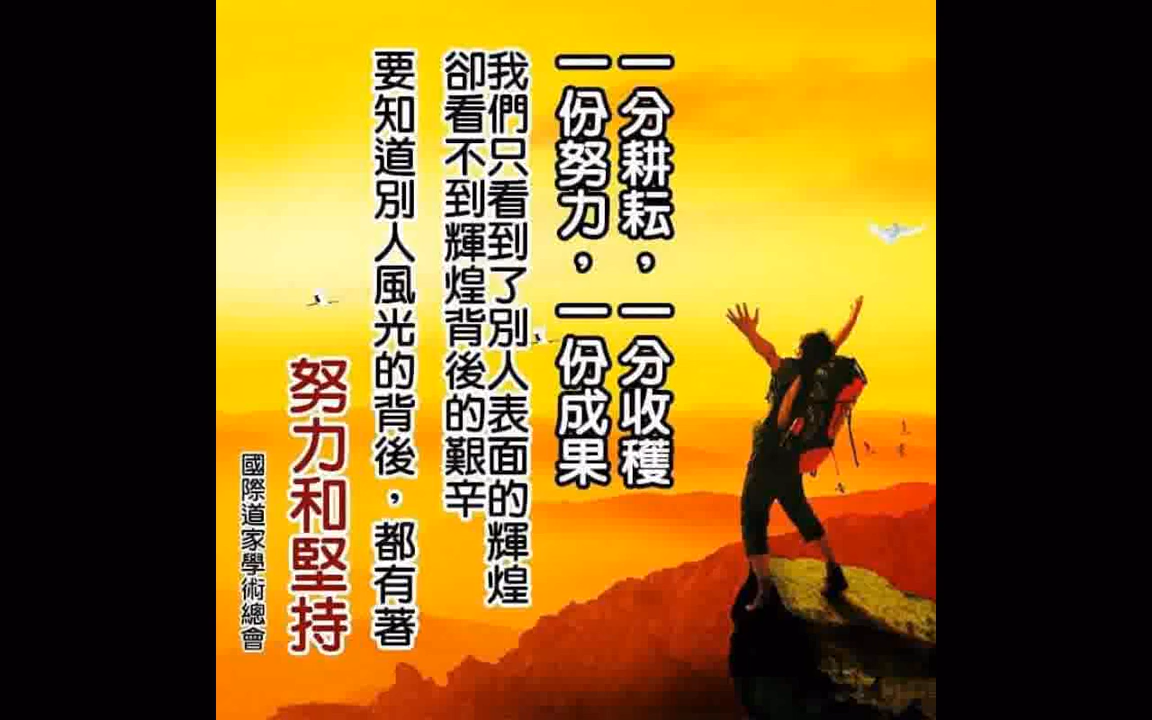 一分耕耘，一分收穫
一份努力，一份成果
我們只看到了別人表面的輝煌
卻看不到輝煌背後的艱辛
要知道別人風光的背後，都有著
努力和堅持
國際道家學術總會